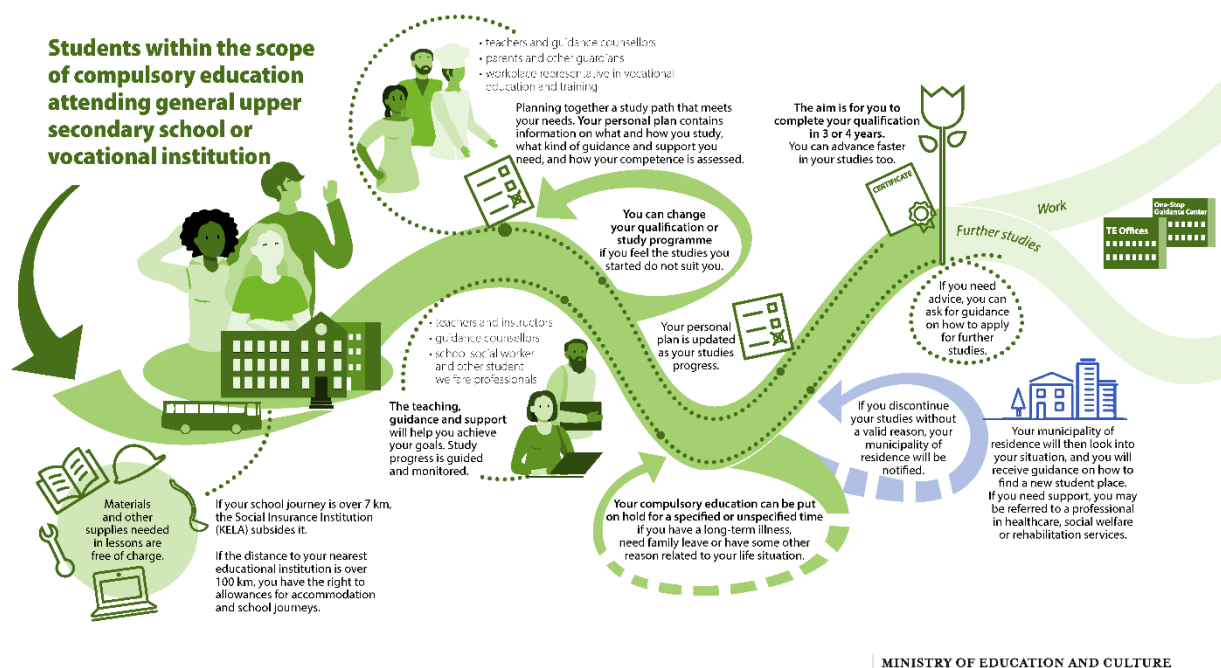 Students within the scope
of compulsory education
attending general upper
secondary school or
vocational institution
• teachers and guidance counsellors
• parents and other guardians
• workplace representative in vocational
education and training
Planning together a study path that meets
your needs. Your personal plan contains
information on what and how you study,
what kind of guidance and support you
need, and how your competence is assessed.
You can change
your qualification or
study programme
if you feel the studies you
started do not suit you.
The aim is for you to
complete your qualification
in 3 or 4 years.
You can advance faster
in your studies too.
CERTIFICATE
Work
Further studies
One-Stop
Guidance Center
TE Offices
If you need
advice, you can
ask for guidance
on how to apply
for further
studies.
• teachers and instructors
• guidance counsellors
• school social worker
and other student
welfare professionals
The teaching,
guidance and support
will help you achieve
your goals. Study
progress is guided
and monitored.
Your personal
plan is updated
as your studies
progress.
If you discontinue
your studies without
a valid reason, your
municipality of
residence will be
notified.
Your municipality of
residence will then look into
your situation, and you will
receive guidance on how to
find a new student place.
If you need support, you may
be referred to a professional
in healthcare, social welfare
or rehabilitation services.
Your compulsory education can be put
on hold for a specified or unspecified time
if you have a long-term illness,
need family leave or have some other
reason related to your life situation.
Materials
and other
supplies needed
in lessons are
free of charge.
If your school journey is over 7 km,
the Social Insurance Institution
(KELA) subsides it.
If the distance to your nearest
educational institution is over
100 km, you have the right to
allowances for accommodation
and school journeys.
MINISTRY OF EDUCATION AND CULTURE